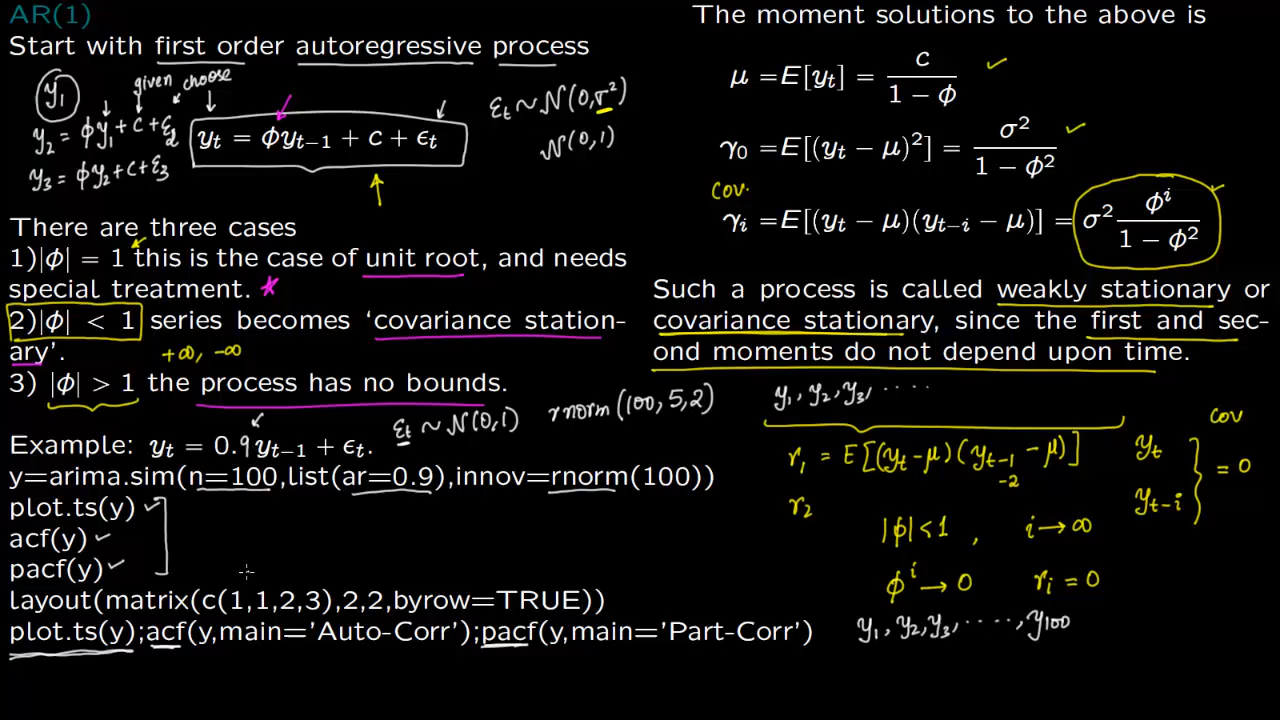 AR(1)
Start with first order autoregressive process
y₁ given choose
y₂ = ϕy₁ + c + ε₂
y₃ = ϕy₂ + c + ε₃
yₜ = ϕyₜ₋₁ + c + ϵₜ
εₜ ~ N(0, σ²)
N(0,1)
There are three cases
1)|ϕ| = 1 this is the case of unit root, and needs
special treatment. *
2)|ϕ| < 1 series becomes ‘covariance station-
ary’.
+∞, -∞
3) |ϕ| > 1 the process has no bounds.
εₜ ~ N(0,1) rnorm(100, 5, 2)
Example: yₜ = 0.9yₜ₋₁ + ϵₜ.
y=arima.sim(n=100,list(ar=0.9),innov=rnorm(100))
plot.ts(y)
acf(y)
pacf(y)
layout(matrix(c(1,1,2,3),2,2,byrow=TRUE))
plot.ts(y);acf(y,main='Auto-Corr');pacf(y,main='Part-Corr')
The moment solutions to the above is
μ =E[yₜ] = c / (1 − ϕ)
γ₀ =E[(yₜ − μ)²] = σ² / (1 − ϕ²)
cov.
γᵢ =E[(yₜ − μ)(yₜ₋ᵢ − μ)] = σ² ϕⁱ / (1 − ϕ²)
Such a process is called weakly stationary or
covariance stationary, since the first and sec-
ond moments do not depend upon time.
y₁, y₂, y₃, ....
r₁ = E[(yₜ - μ)(yₜ₋₁ - μ)]
-2
r₂
yₜ
yₜ₋ᵢ
cov
= 0
|ϕ| < 1, i → ∞
ϕⁱ → 0 rᵢ = 0
y₁, y₂, y₃, ...., y₁₀₀